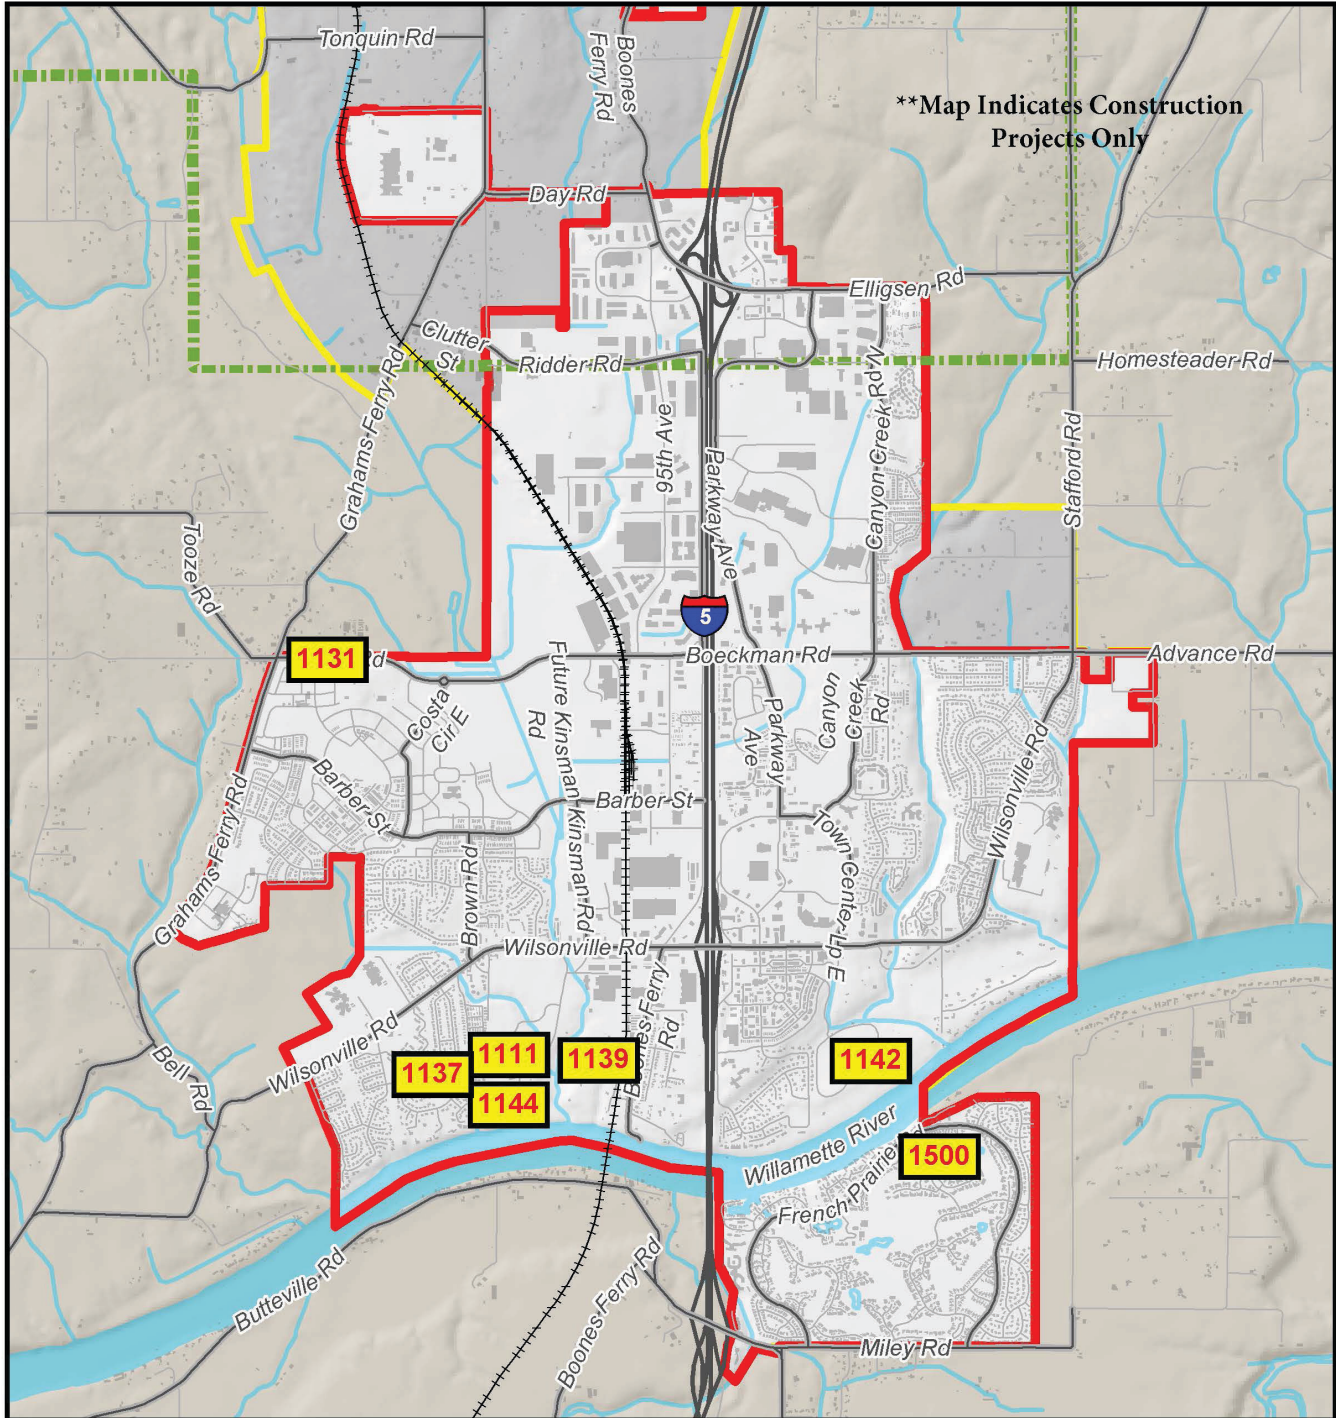 Tonquin Rd
Boones
Ferry Rd
**Map Indicates Construction
Projects Only
Day Rd
Elligsen Rd
Clutter
St
Ridder Rd
Homesteader Rd
Grahams Ferry Rd
95th Ave
Parkway Ave
Canyon Creek Rd N
Stafford Rd
Tooze Rd
5
1131
Rd
Boeckman Rd
Advance Rd
Costa
Cir E
Future Kinsman
Rd
Canyon
Creek
Rd
Parkway
Ave
Barber St
Barber St
Kinsman Rd
Grahams Ferry Rd
Brown Rd
Town Center Lp E
Wilsonville Rd
Wilsonville Rd
Wilsonville Rd
Boones Ferry
Rd
Bell Rd
1137
1111
1144
1139
1142
Willamette River
1500
French Prairie Rd
Butteville Rd
Boones Ferry Rd
Miley Rd